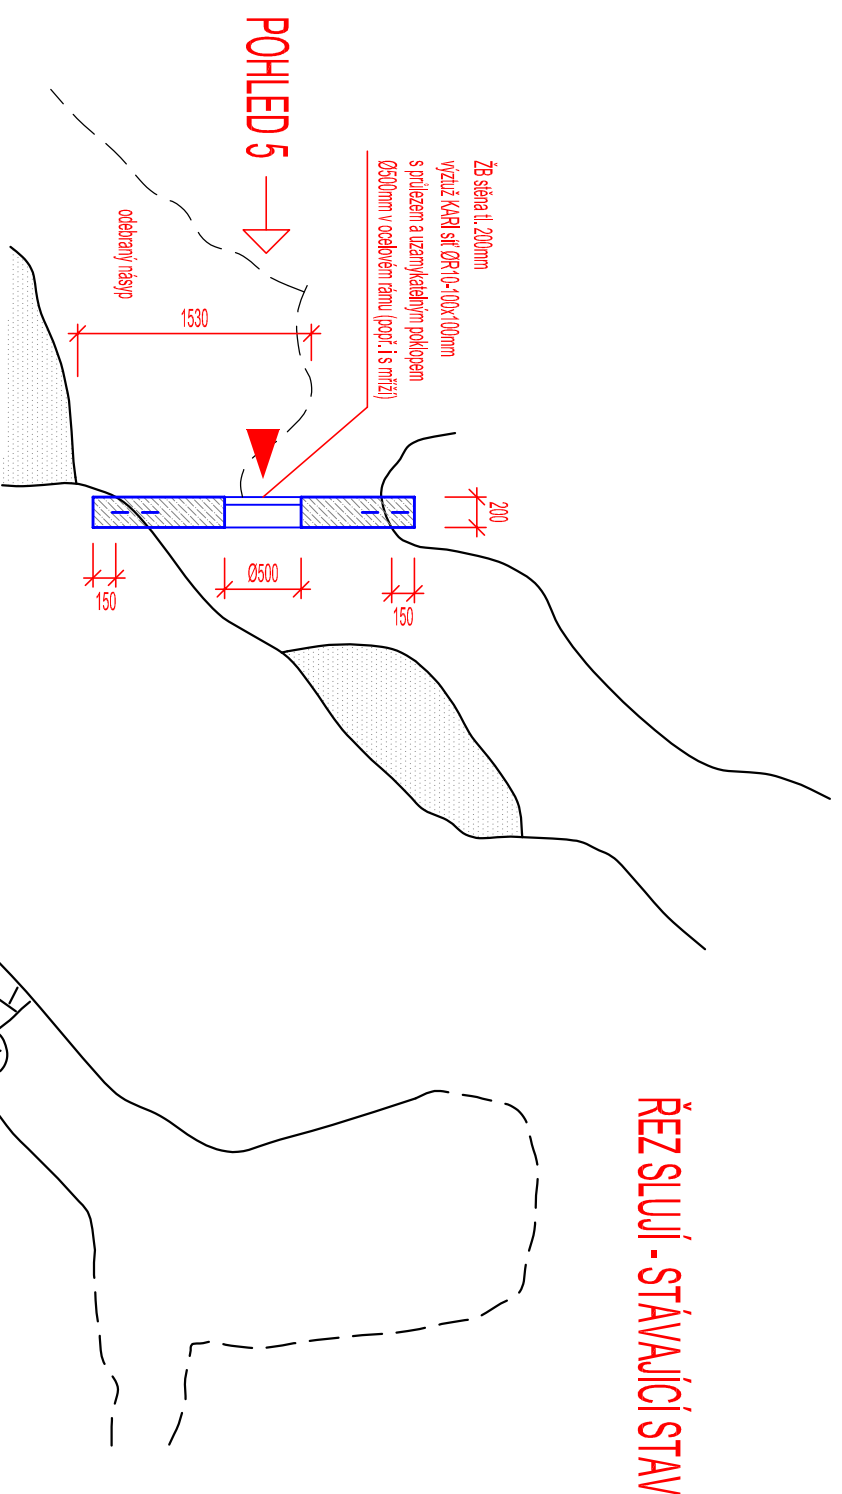 POHLED 5
ŽB stěna tl. 200mm
výztuž KARI síť ØR10-100x100mm
s průlezem a uzamykatelným poklopem
Ø500mm v ocelovém rámu (popř. i s mříží)
odebraný násyp
1530
200
Ø500
150
150
ŘEZ SLUJÍ - STÁVAJÍCÍ STAV